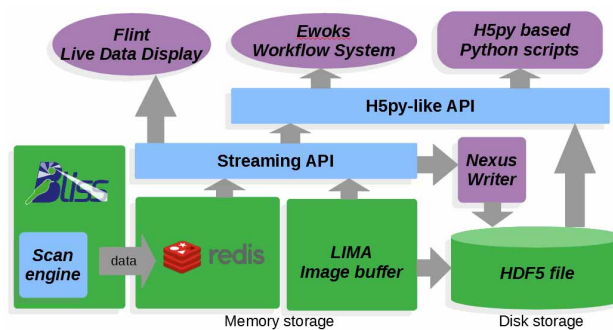 Flint
Live Data Display
Ewoks
Workflow System
H5py based
Python scripts
H5py-like API
Streaming API
Nexus
Writer
Bliss
Scan
engine
data
redis
LIMA
Image buffer
HDF5 file
Memory storage
Disk storage